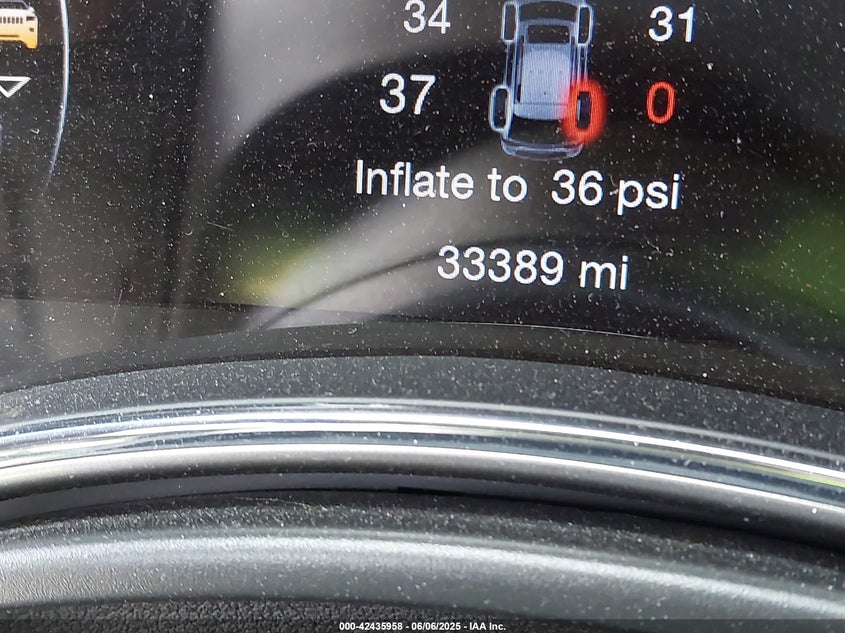 34 31
37 0
Inflate to 36 psi
33389 mi
000-42435958 - 06/06/2025 - IAA Inc.